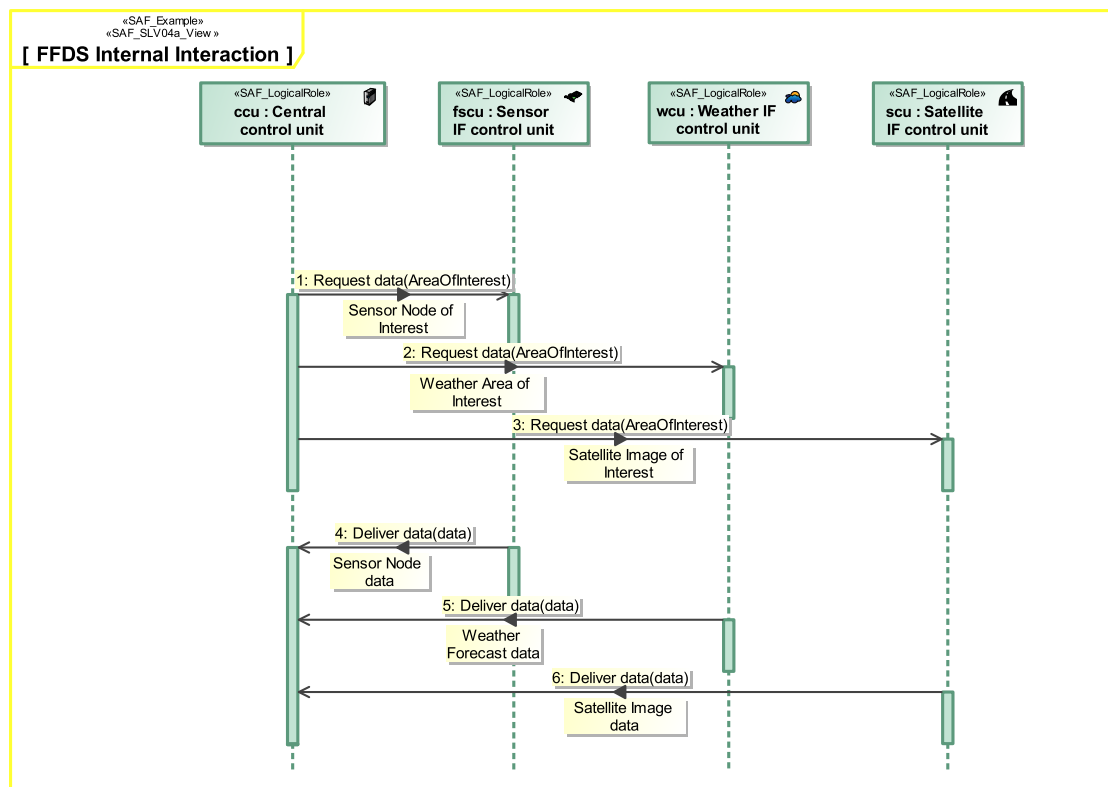 «SAF_Example»
«SAF_SLV04a_View »
[ FFDS Internal Interaction ]
«SAF_LogicalRole»
ccu : Central
control unit
«SAF_LogicalRole»
fscu : Sensor
IF control unit
«SAF_LogicalRole»
wcu : Weather IF
control unit
«SAF_LogicalRole»
scu : Satellite
IF control unit
1: Request data(AreaOfInterest)
Sensor Node of
Interest
2: Request data(AreaOfInterest)
Weather Area of
Interest
3: Request data(AreaOfInterest)
Satellite Image of
Interest
4: Deliver data(data)
Sensor Node
data
5: Deliver data(data)
Weather
Forecast data
6: Deliver data(data)
Satellite Image
data